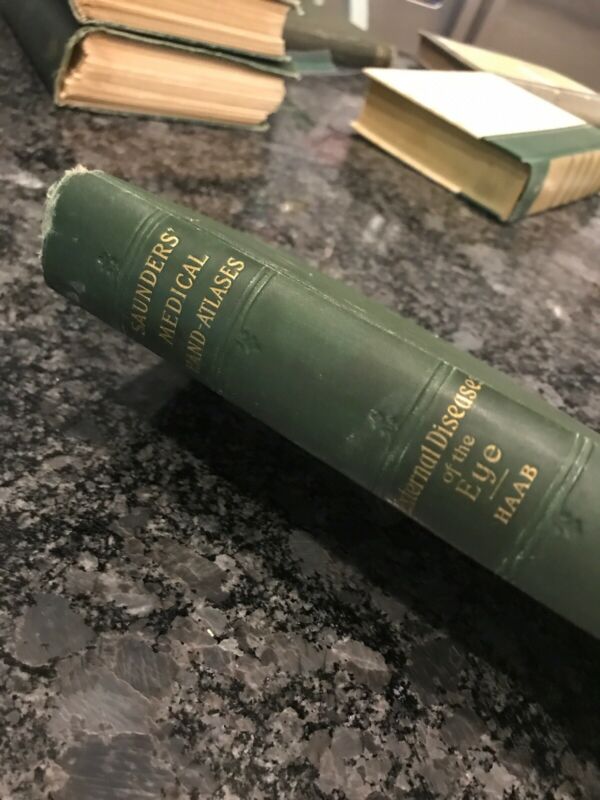 SAUNDERS'
MEDICAL
HAND-ATLASES
External Diseases
of the
Eye
HAAB